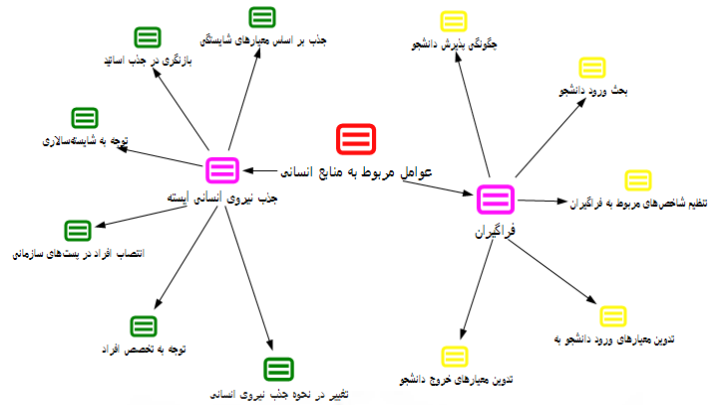 جذب بر اساس معیارهای شایستگی
چگونگی پذیرش دانشجو
بازنگری در جذب اساتید
بحث ورود دانشجو
توجه به شایسته‌سالاری
عوامل مربوط به منابع انسانی
جذب نیروی انسانی ایسته
تنظیم شاخص‌های مربوط به فراگیران
فراگیران
انتصاب افراد در پست‌های سازمانی
تدوین معیارهای ورود دانشجو به
توجه به تخصص افراد
تدوین معیارهای خروج دانشجو
تغییر در نحوه جذب نیروی انسانی